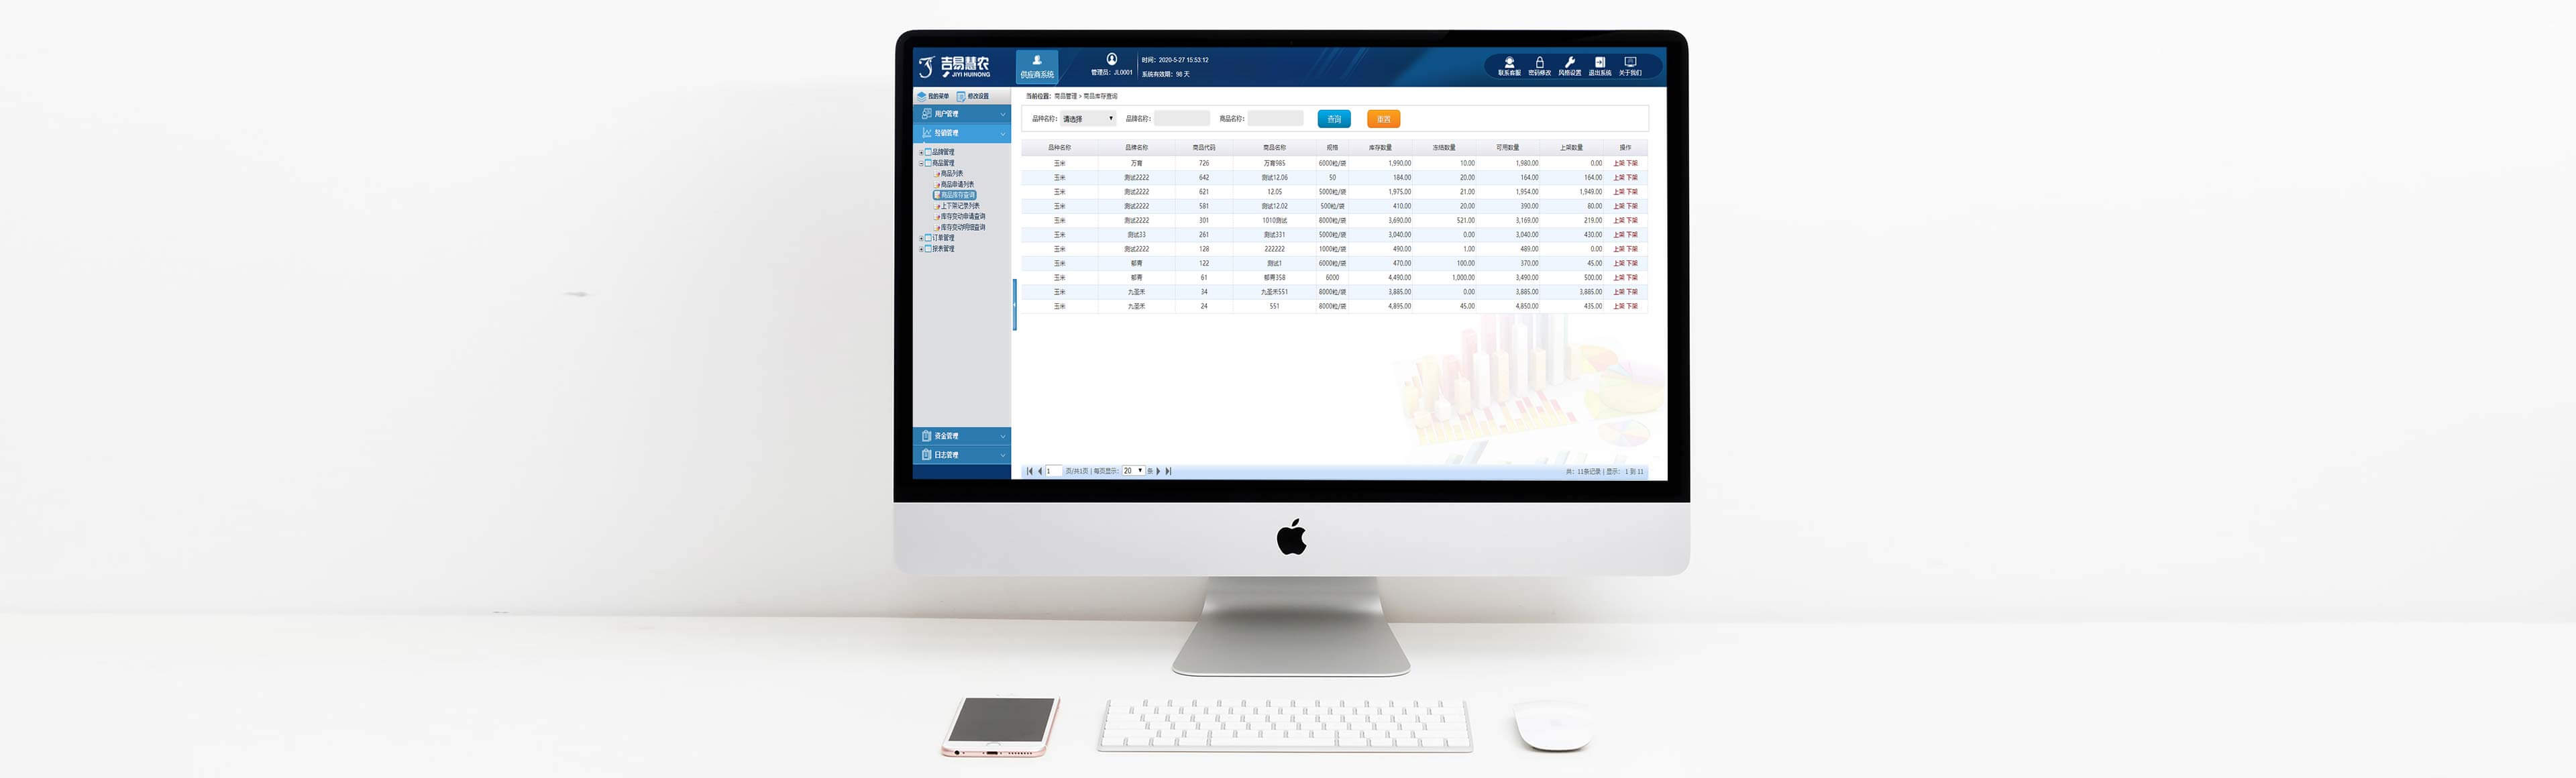 吉易慧农
JIYI HUINONG
供应商系统
管理员：JL0001
时间：2020-5-27 15:53:12
系统有效期：98 天
联系客服 密码修改 风格设置 退出系统 关于我们
我的菜单 修改设置
用户管理
经销管理
品牌管理
商品管理
商品列表
商品申请列表
商品库存查询
上下架记录列表
库存变动申请查询
库存变动明细查询
订单管理
报表管理
资金管理
日志管理
当前位置：商品管理 > 商品库存查询
品种名称： 请选择 品牌名称： 商品名称： 查询 重置
品种名称 品牌名称 商品代码 商品名称 规格 库存数量 冻结数量 可用数量 上架数量 操作
玉米 万育 726 万育985 6000粒/袋 1,990.00 10.00 1,980.00 0.00 上架 下架
玉米 测试2222 642 测试12.06 50 184.00 20.00 164.00 164.00 上架 下架
玉米 测试2222 621 12.05 5000粒/袋 1,975.00 21.00 1,954.00 1,949.00 上架 下架
玉米 测试2222 581 测试12.02 500粒/袋 410.00 20.00 390.00 80.00 上架 下架
玉米 测试2222 301 1010测试 8000粒/袋 3,690.00 521.00 3,169.00 219.00 上架 下架
玉米 测试33 261 测试331 5000粒/袋 3,040.00 0.00 3,040.00 430.00 上架 下架
玉米 测试2222 128 222222 1000粒/袋 490.00 1.00 489.00 0.00 上架 下架
玉米 郁青 122 测试1 6000粒/袋 470.00 100.00 370.00 45.00 上架 下架
玉米 郁青 61 郁青358 6000 4,490.00 1,000.00 3,490.00 500.00 上架 下架
玉米 九圣禾 34 九圣禾551 8000粒/袋 3,885.00 0.00 3,885.00 3,885.00 上架 下架
玉米 九圣禾 24 551 8000粒/袋 4,895.00 45.00 4,850.00 435.00 上架 下架
1 页/共1页 | 每页显示： 20 条
共：11条记录 | 显示： 1 到 11